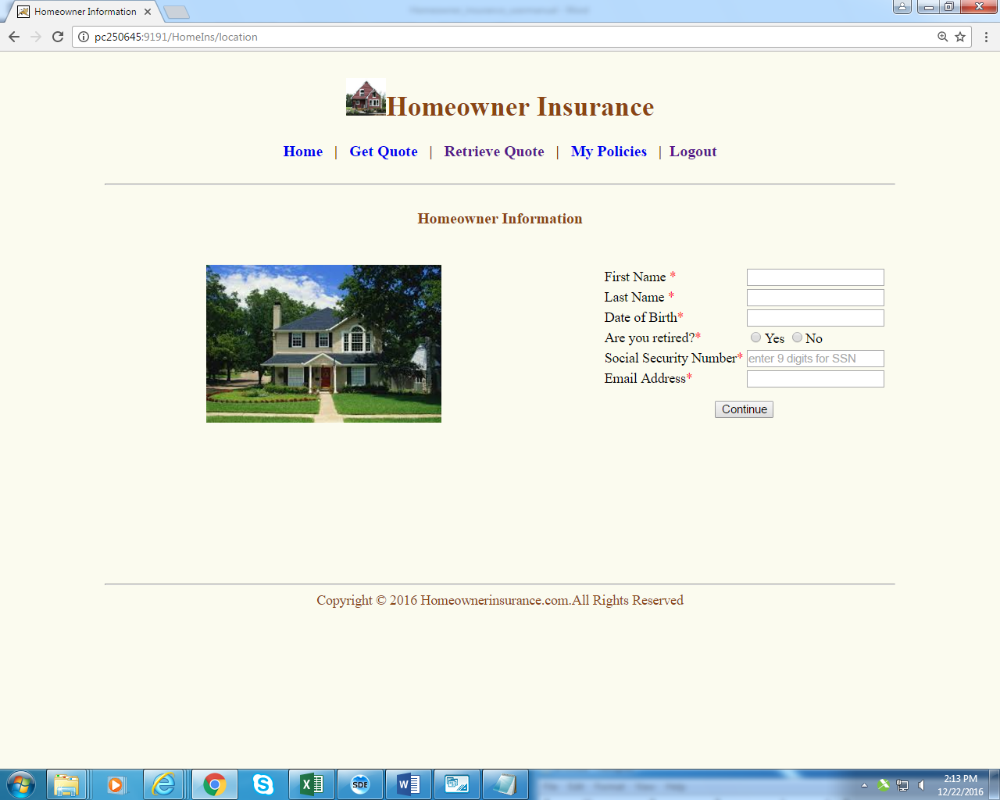 Homeowner Information
pc250645:9191/HomeIns/location
Homeowner Insurance
Home | Get Quote | Retrieve Quote | My Policies | Logout
Homeowner Information
First Name *
Last Name *
Date of Birth*
Are you retired?* Yes No
Social Security Number* enter 9 digits for SSN
Email Address*
Continue
Copyright © 2016 Homeownerinsurance.com.All Rights Reserved
SDE
2:13 PM
12/22/2016